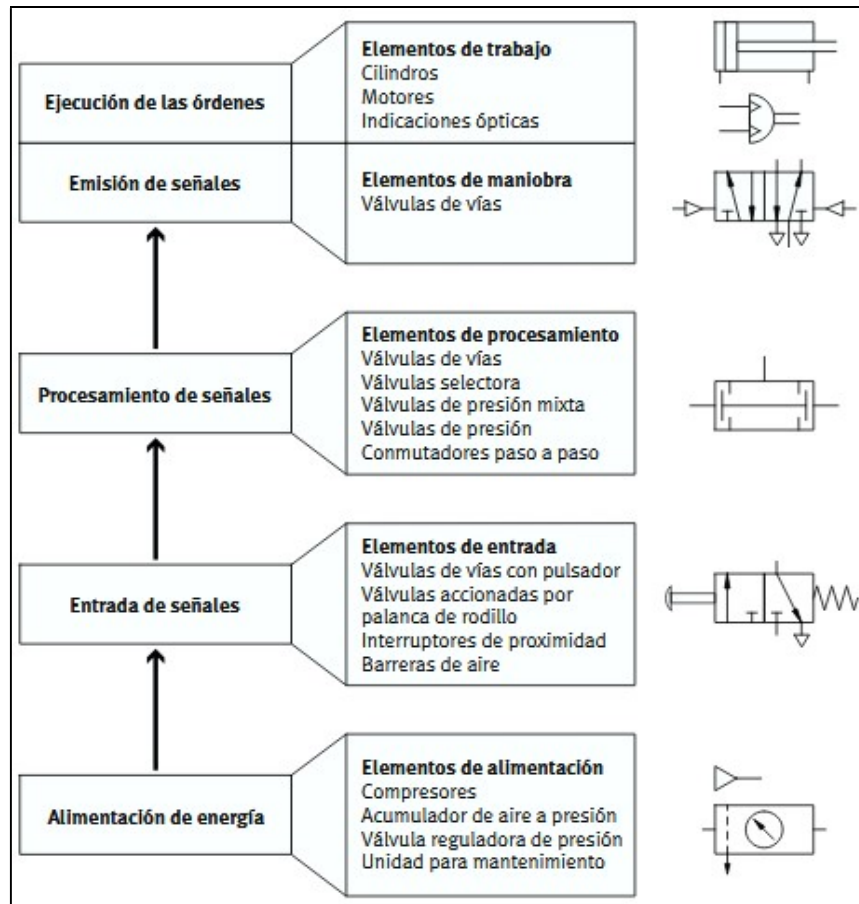 Ejecución de las órdenes
Elementos de trabajo
Cilindros
Motores
Indicaciones ópticas
Emisión de señales
Elementos de maniobra
Válvulas de vías
Procesamiento de señales
Elementos de procesamiento
Válvulas de vías
Válvulas selectora
Válvulas de presión mixta
Válvulas de presión
Conmutadores paso a paso
Entrada de señales
Elementos de entrada
Válvulas de vías con pulsador
Válvulas accionadas por
palanca de rodillo
Interruptores de proximidad
Barreras de aire
Alimentación de energía
Elementos de alimentación
Compresores
Acumulador de aire a presión
Válvula reguladora de presión
Unidad para mantenimiento